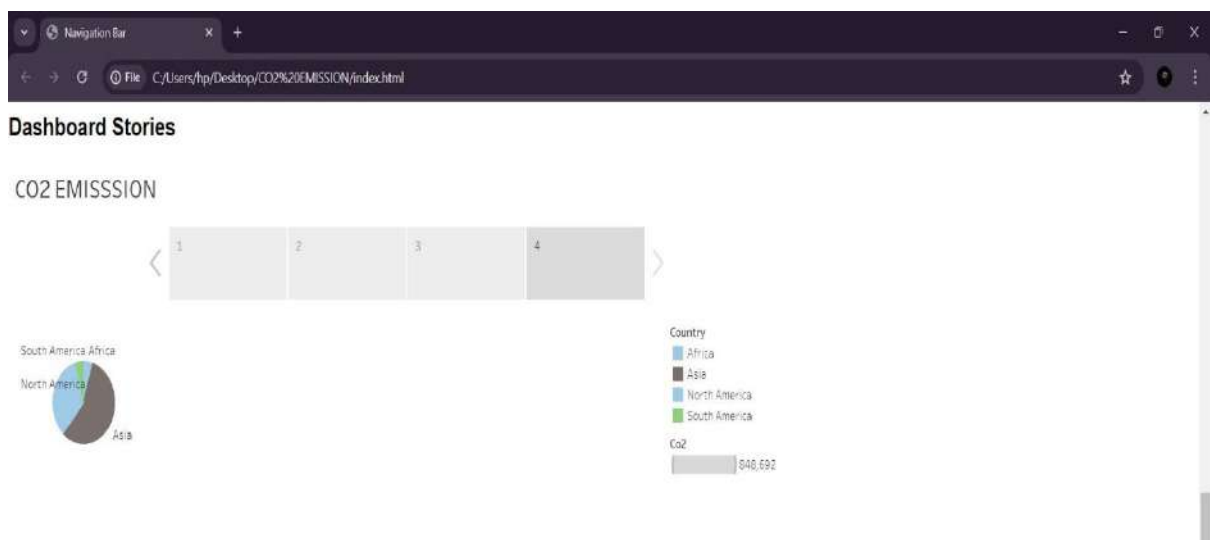 Navigation Bar
File C:/Users/hp/Desktop/CO2%20EMISSION/index.html
Dashboard Stories
CO2 EMISSSION
1 2 3 4
South America Africa
North America
Asia
Country
Africa
Asia
North America
South America
Co2
848,692